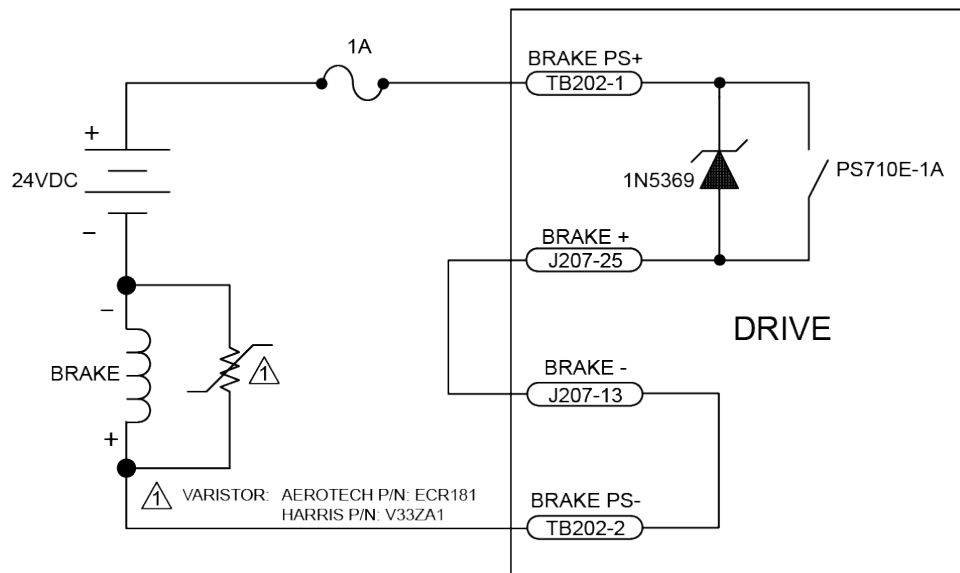 1A
BRAKE PS+
TB202-1
+
24VDC
1N5369
PS710E-1A
−
BRAKE +
J207-25
−
DRIVE
BRAKE
BRAKE -
J207-13
1
+
1 VARISTOR: AEROTECH P/N: ECR181
HARRIS P/N: V33ZA1
BRAKE PS-
TB202-2